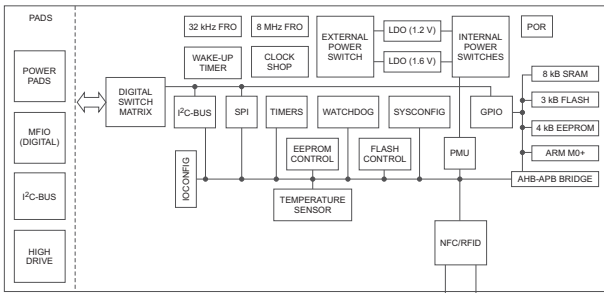 PADS
POWER
PADS
MFIO
(DIGITAL)
I²C-BUS
HIGH
DRIVE
DIGITAL
SWITCH
MATRIX
32 kHz FRO
8 MHz FRO
WAKE-UP
TIMER
CLOCK
SHOP
EXTERNAL
POWER
SWITCH
LDO (1.2 V)
LDO (1.6 V)
INTERNAL
POWER
SWITCHES
POR
I²C-BUS
SPI
TIMERS
WATCHDOG
SYSCONFIG
GPIO
8 kB SRAM
3 kB FLASH
4 kB EEPROM
ARM M0+
AHB-APB BRIDGE
IOCONFIG
EEPROM
CONTROL
FLASH
CONTROL
PMU
TEMPERATURE
SENSOR
NFC/RFID